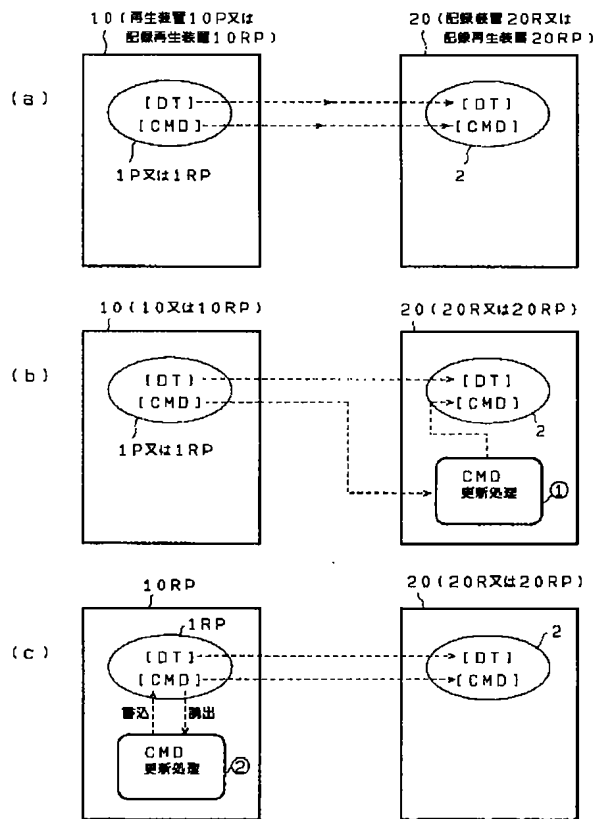 10(再生装置10P又は
記録再生装置10RP)
20(記録装置20R又は
記録再生装置20RP)
(a)
[DT]
[CMD]
1P又は1RP
[DT]
[CMD]
2
10(10又は10RP)
20(20R又は20RP)
(b)
[DT]
[CMD]
1P又は1RP
[DT]
[CMD]
2
CMD
更新処理
①
10RP
20(20R又は20RP)
(c)
1RP
[DT]
[CMD]
書込
読出
CMD
更新処理
②
2
[DT]
[CMD]